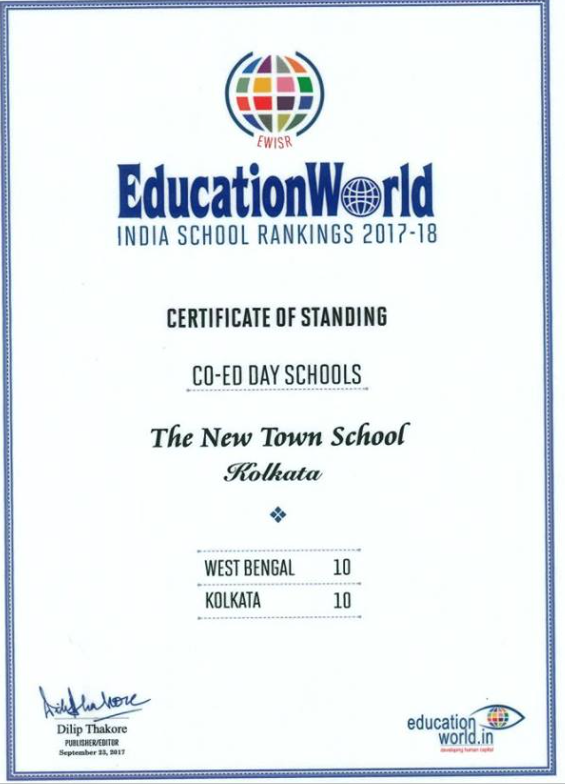 EWISR
EducationWorld
INDIA SCHOOL RANKINGS 2017-18
CERTIFICATE OF STANDING
CO-ED DAY SCHOOLS
The New Town School
Kolkata
WEST BENGAL 10
KOLKATA 10
Dilip Thakore
Dilip Thakore
PUBLISHER/EDITOR
September 23, 2017
education
world.in
developing human capital